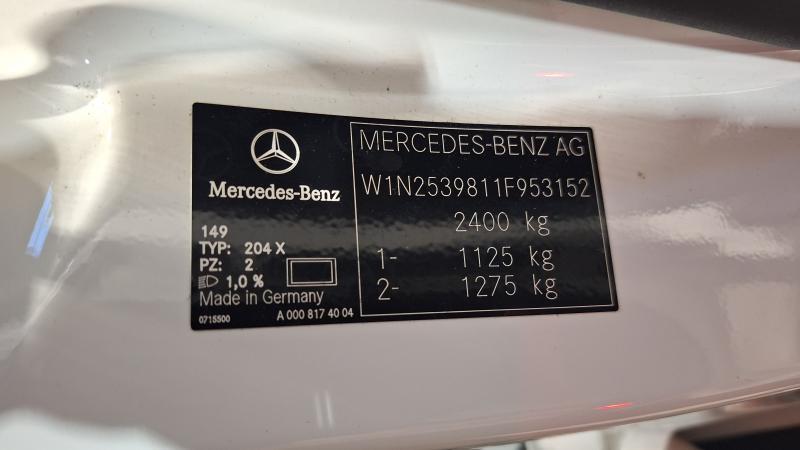 Mercedes-Benz
149
TYP: 204 X
PZ: 2
1,0 %
Made in Germany
0715500 A 000 817 40 04
MERCEDES-BENZ AG
W1N2539811F953152
2400 kg
1- 1125 kg
2- 1275 kg